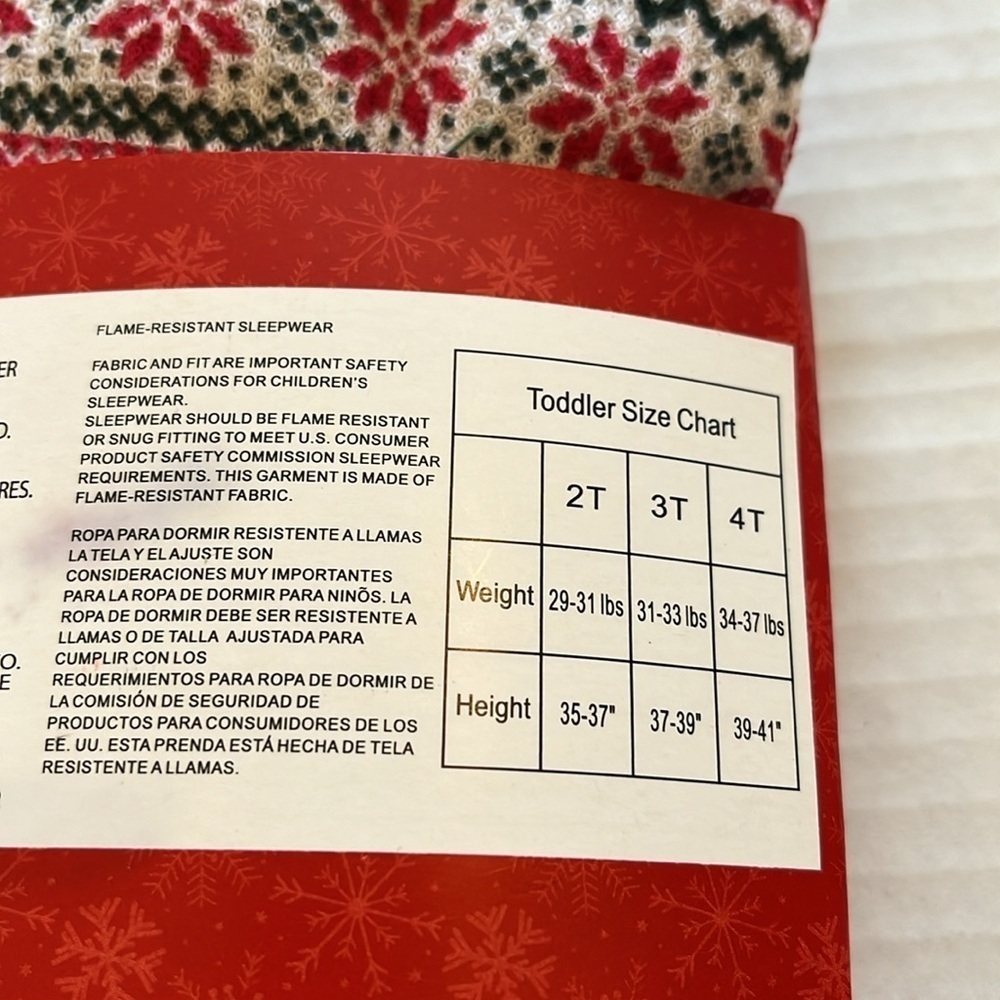 ER
D.
RES.
O.
E
FLAME-RESISTANT SLEEPWEAR
FABRIC AND FIT ARE IMPORTANT SAFETY
CONSIDERATIONS FOR CHILDREN'S
SLEEPWEAR.
SLEEPWEAR SHOULD BE FLAME RESISTANT
OR SNUG FITTING TO MEET U.S. CONSUMER
PRODUCT SAFETY COMMISSION SLEEPWEAR
REQUIREMENTS. THIS GARMENT IS MADE OF
FLAME-RESISTANT FABRIC.
ROPA PARA DORMIR RESISTENTE A LLAMAS
LA TELA Y EL AJUSTE SON
CONSIDERACIONES MUY IMPORTANTES
PARA LA ROPA DE DORMIR PARA NINÕS. LA
ROPA DE DORMIR DEBE SER RESISTENTE A
LLAMAS O DE TALLA AJUSTADA PARA
CUMPLIR CON LOS
REQUERIMIENTOS PARA ROPA DE DORMIR DE
LA COMISIÓN DE SEGURIDAD DE
PRODUCTOS PARA CONSUMIDORES DE LOS
EE. UU. ESTA PRENDA ESTÁ HECHA DE TELA
RESISTENTE A LLAMAS.
Toddler Size Chart
2T 3T 4T
Weight 29-31 lbs 31-33 lbs 34-37 lbs
Height 35-37" 37-39" 39-41"